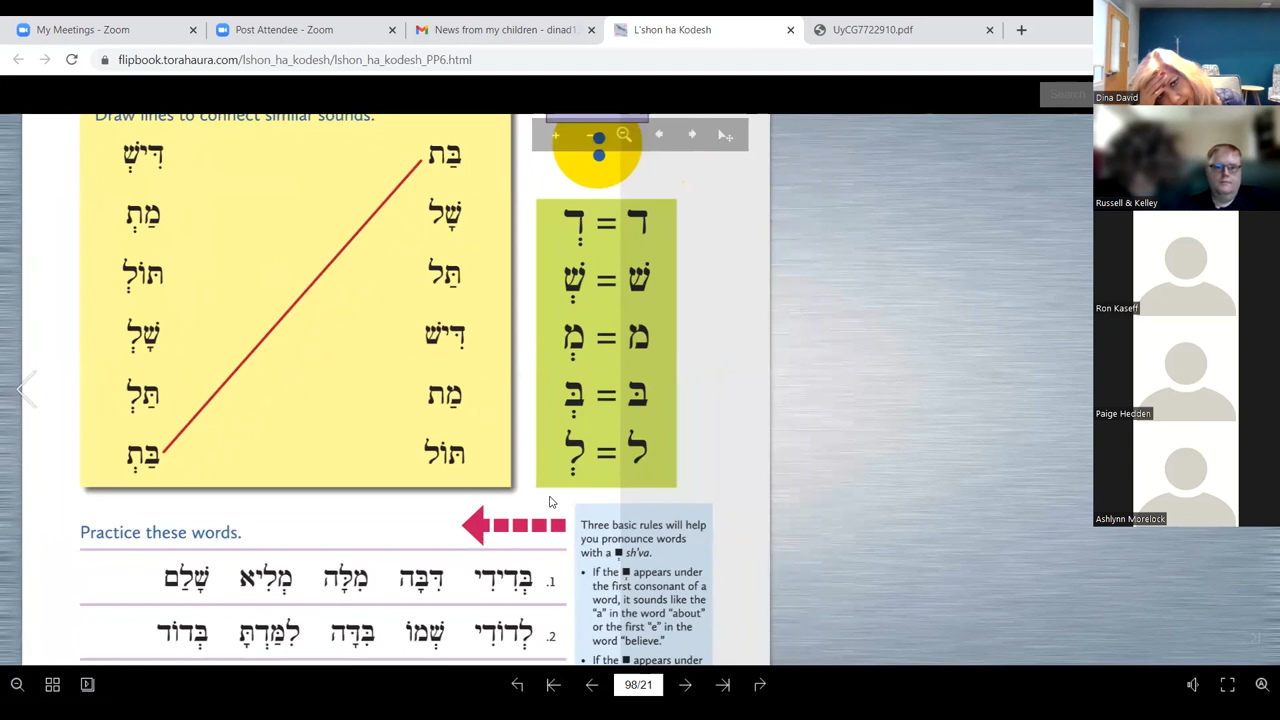 My Meetings - Zoom
Post Attendee - Zoom
News from my children - dinad1
L'shon ha Kodesh
UyCG7722910.pdf
flipbook.torahaura.com/lshon_ha_kodesh/lshon_ha_kodesh_PP6.html
Search
Dina David
Russell & Kelley
Ron Kaseff
Paige Hedden
Ashlynn Morelock
Draw lines to connect similar sounds.
בַּת דִּישְׁ
שָׁל מַתְ
תַּל תּוֹלְ
דִּישׁ שָׁלְ
מַת תַּלְ
תּוֹל בַּתְ
ד = דְ
שׁ = שְׁ
מ = מְ
בּ = בְּ
ל = לְ
Practice these words.
1. בְּדִידִי דִּבָּה מִלָּה מְלִיא שָׁלַם
2. לְדוֹדִי שְׁמוֹ בִּדָּה לִמַּדְתָּ בְּדוֹד
Three basic rules will help
you pronounce words
with a ■ְ sh'va.
• If the ■ְ appears under
the first consonant of a
word, it sounds like the
"a" in the word "about"
or the first "e" in the
word "believe."
• If the ■ appears under
98/21